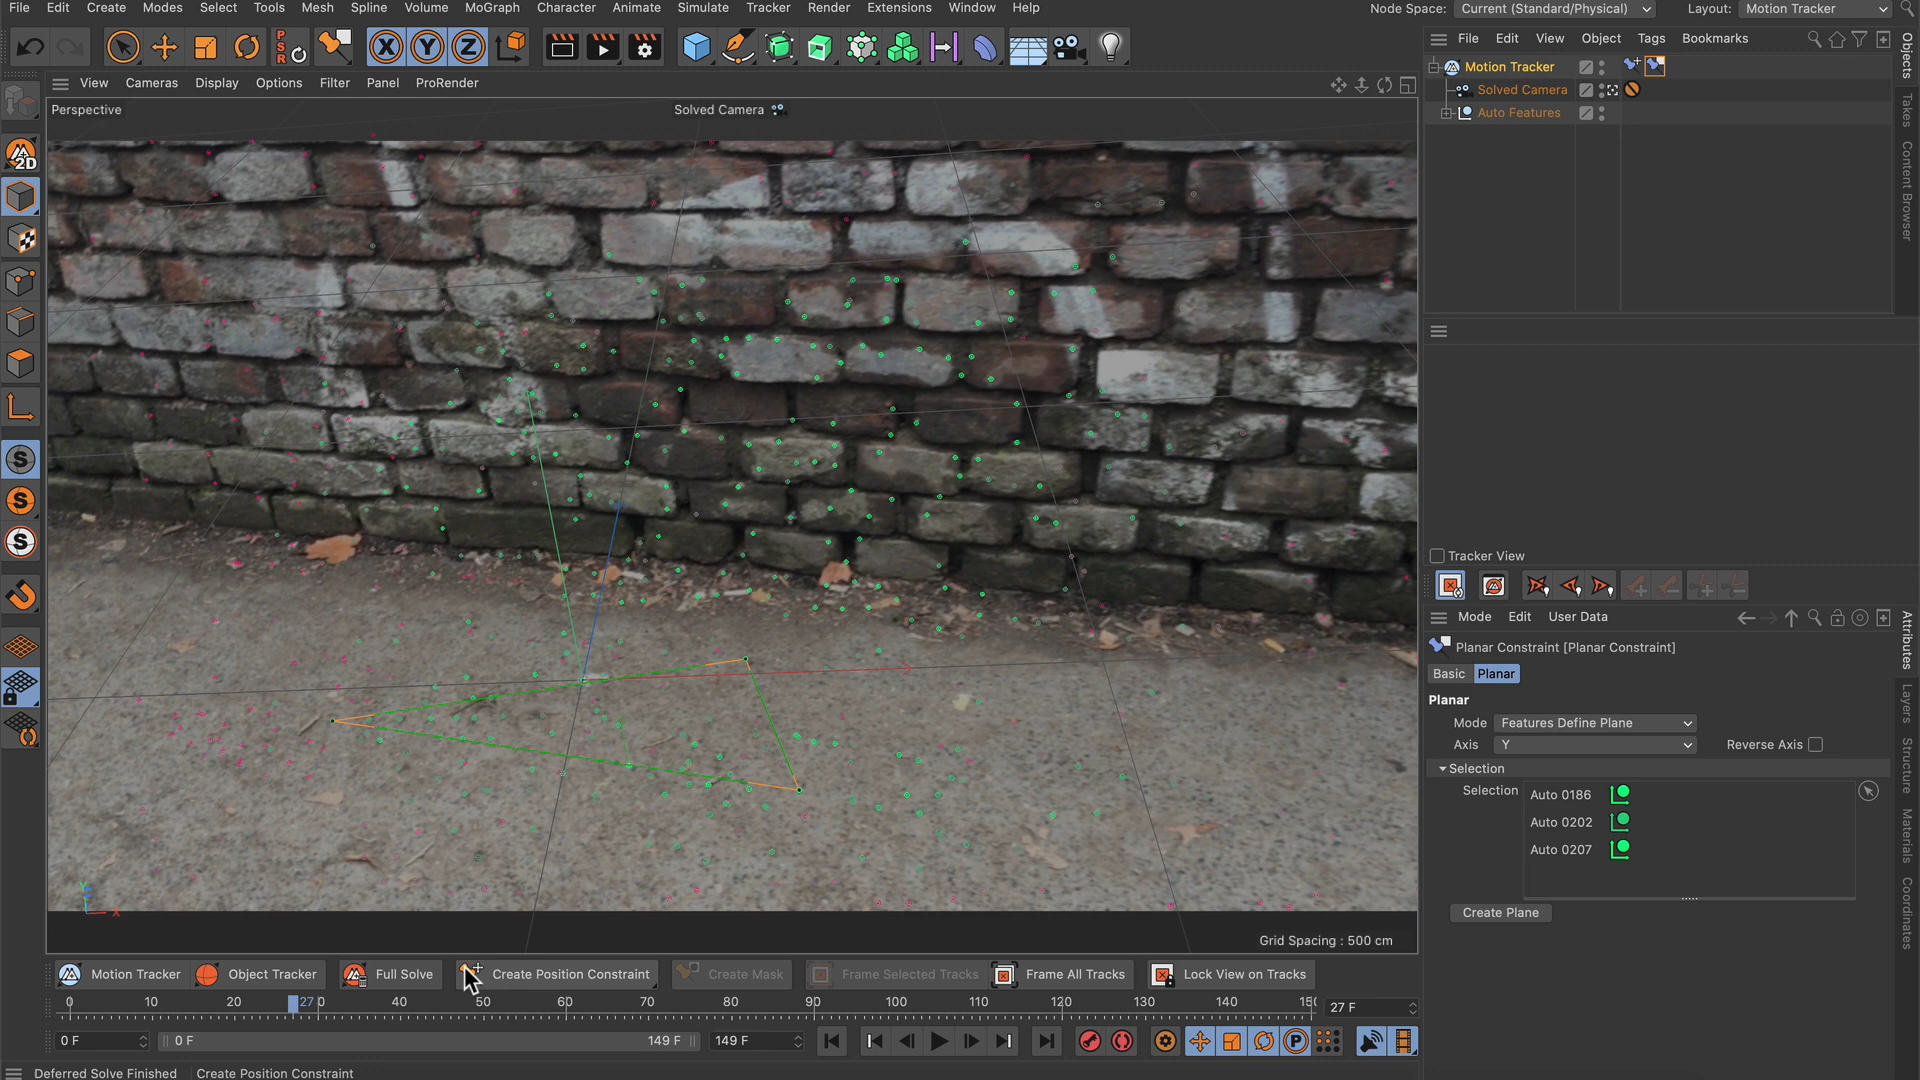 File Edit Create Modes Select Tools Mesh Spline Volume MoGraph Character Animate Simulate Tracker Render Extensions Window Help
Node Space: Current (Standard/Physical) Layout: Motion Tracker
PSR X Y Z
File Edit View Object Tags Bookmarks
Objects
Takes
Content Browser
Motion Tracker
Solved Camera
Auto Features
View Cameras Display Options Filter Panel ProRender
Perspective
Solved Camera
2D
S
S
S
Y
X
Grid Spacing : 500 cm
Tracker View
Mode Edit User Data
Attributes
Layers
Structure
Materials
Coordinates
Planar Constraint [Planar Constraint]
Basic Planar
Planar
Mode Features Define Plane
Axis Y Reverse Axis
Selection
Selection Auto 0186
Auto 0202
Auto 0207
Create Plane
Motion Tracker Object Tracker Full Solve Create Position Constraint Create Mask Frame Selected Tracks Frame All Tracks Lock View on Tracks
0 10 20 27 0 40 50 60 70 80 90 100 110 120 130 140 15
27 F
0 F 0 F 149 F 149 F
P
Deferred Solve Finished Create Position Constraint